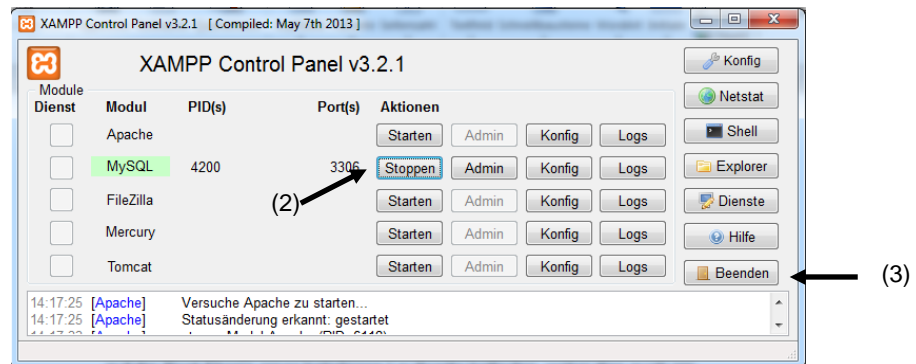 XAMPP Control Panel v3.2.1 [ Compiled: May 7th 2013 ]
XAMPP Control Panel v3.2.1
Konfig
Module
Dienst Modul PID(s) Port(s) Aktionen
Netstat
Apache Starten Admin Konfig Logs
Shell
MySQL 4200 3306 Stoppen Admin Konfig Logs
Explorer
(2)
FileZilla Starten Admin Konfig Logs
Dienste
Mercury Starten Admin Konfig Logs
Hilfe
Tomcat Starten Admin Konfig Logs
Beenden
(3)
14:17:25 [Apache] Versuche Apache zu starten...
14:17:25 [Apache] Statusänderung erkannt: gestartet